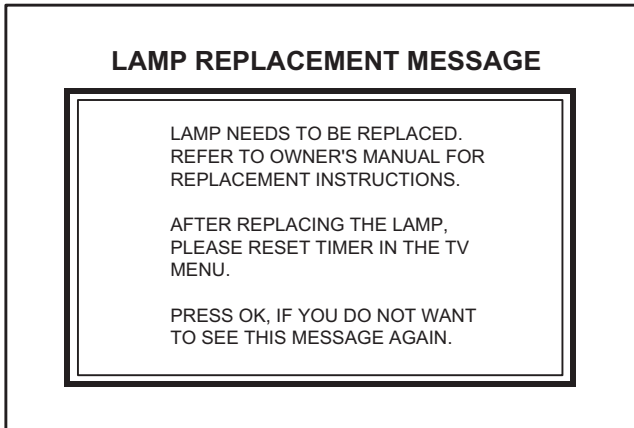 LAMP REPLACEMENT MESSAGE
LAMP NEEDS TO BE REPLACED.
REFER TO OWNER'S MANUAL FOR
REPLACEMENT INSTRUCTIONS.
AFTER REPLACING THE LAMP,
PLEASE RESET TIMER IN THE TV
MENU.
PRESS OK, IF YOU DO NOT WANT
TO SEE THIS MESSAGE AGAIN.